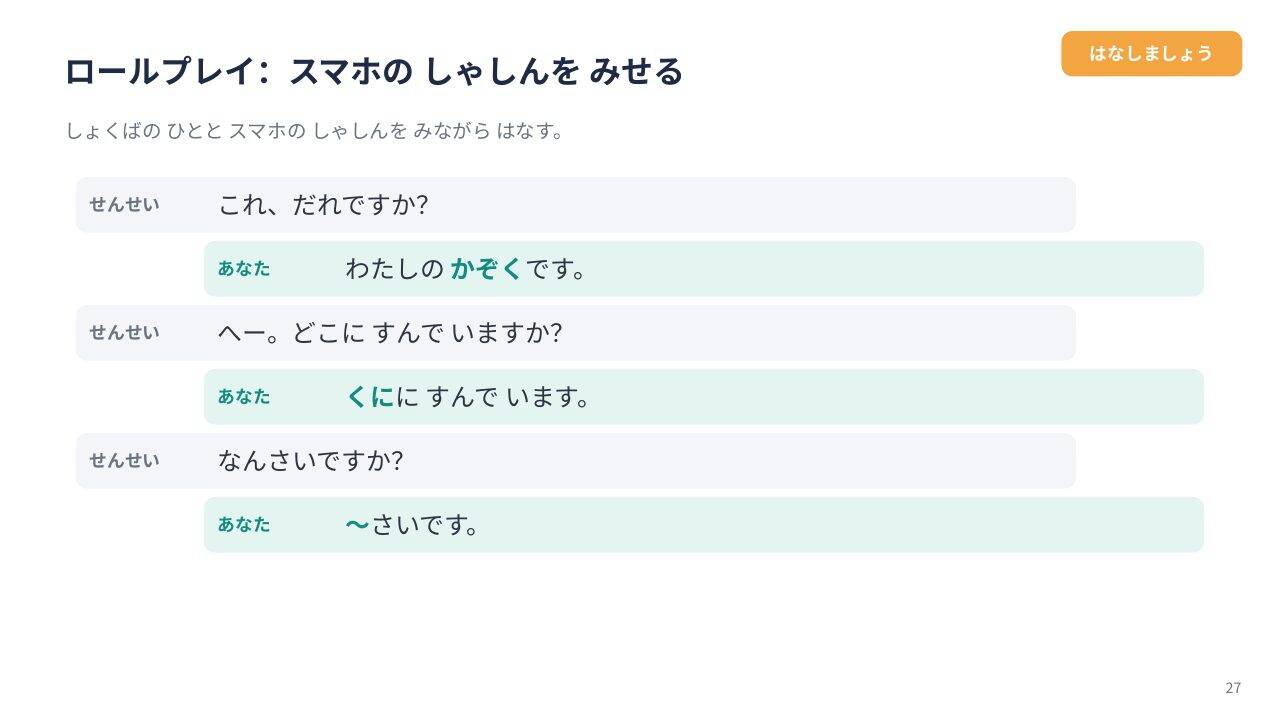 はなしましょう
ロールプレイ：スマホの しゃしんを みせる
しょくばの ひとと スマホの しゃしんを みながら はなす。
せんせい これ、だれですか？
あなた わたしの かぞくです。
せんせい へー。どこに すんで いますか？
あなた くにに すんで います。
せんせい なんさいですか？
あなた 〜さいです。
27